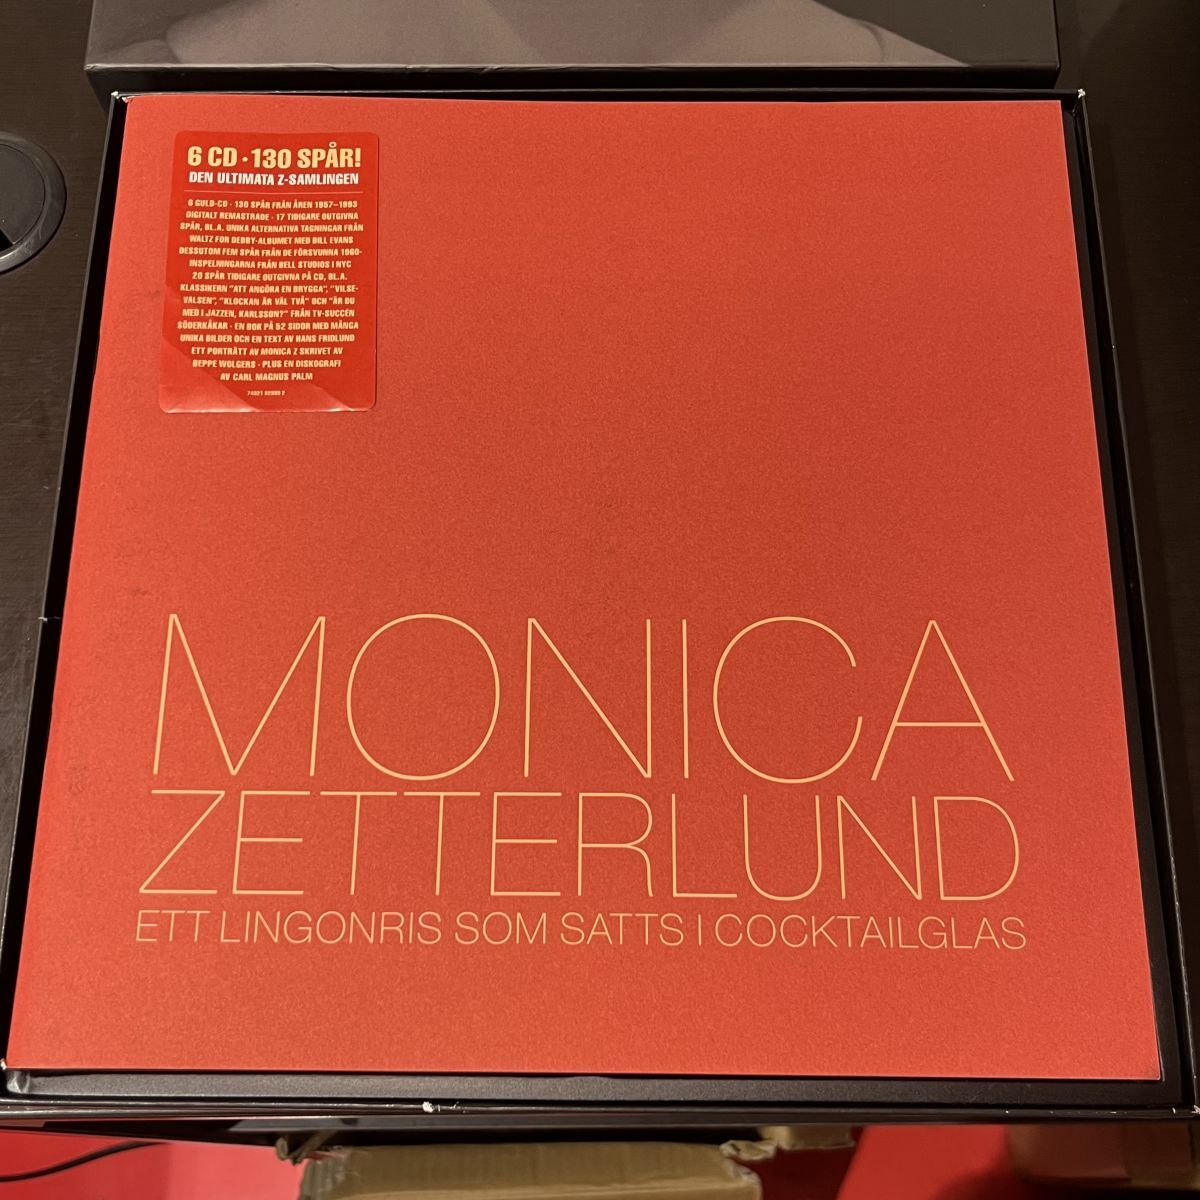 6 CD · 130 SPÅR!
DEN ULTIMATA Z-SAMLINGEN
6 GULD-CD · 130 SPÅR FRÅN ÅREN 1957–1993
DIGITALT REMASTRADE · 17 TIDIGARE OUTGIVNA
SPÅR, BL.A. UNIKA ALTERNATIVA TAGNINGAR FRÅN
WALTZ FOR DEBBY-ALBUMET MED BILL EVANS
DESSUTOM FEM SPÅR FRÅN DE FÖRSVUNNA 1960-
INSPELNINGARNA FRÅN BELL STUDIOS I NYC
20 SPÅR TIDIGARE OUTGIVNA PÅ CD, BL.A.
KLASSIKERN "ATT ANGÖRA EN BRYGGA", "VILSE-
VALSEN", "KLOCKAN ÄR VÄL TVÅ" OCH "ÄR DU
MED I JAZZEN, KARLSSON?" FRÅN TV-SUCCÉN
SÖDERKÅKAR · EN BOK PÅ 52 SIDOR MED MÅNGA
UNIKA BILDER OCH EN TEXT AV HANS FRIDLUND
ETT PORTRÄTT AV MONICA Z SKRIVET AV
BEPPE WOLGERS · PLUS EN DISKOGRAFI
AV CARL MAGNUS PALM
74321
MONICA
ZETTERLUND
ETT LINGONRIS SOM SATTS I COCKTAILGLAS